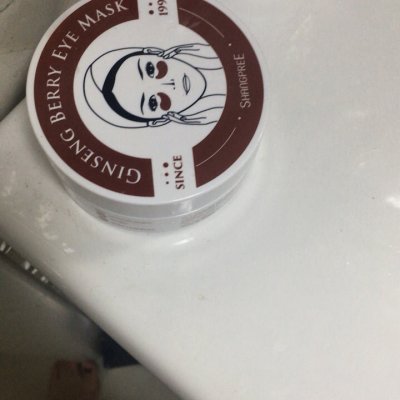 GINSENG BERRY EYE MASK
SINCE
199
SHANGPREE